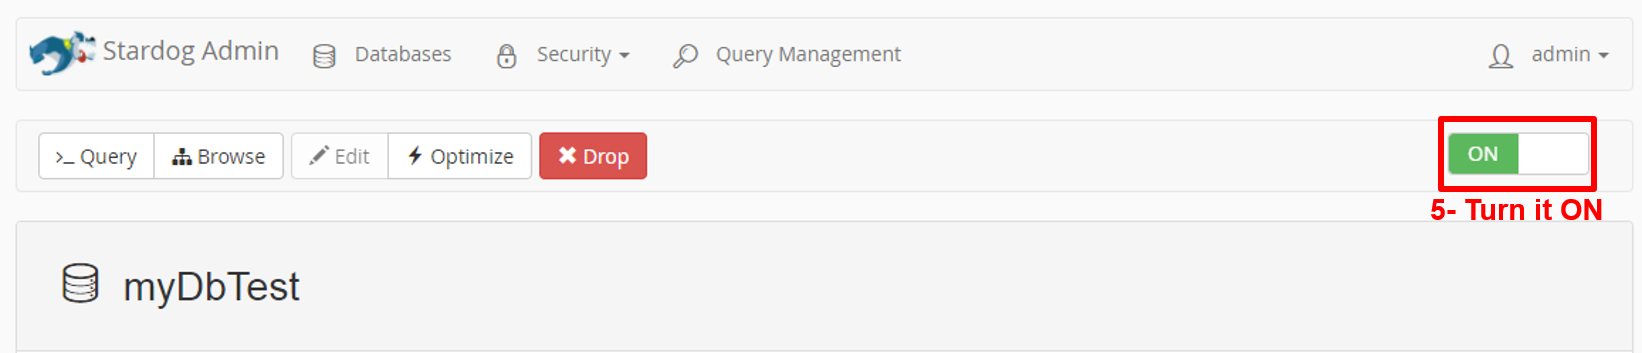 Stardog Admin Databases Security Query Management admin
>_ Query Browse Edit Optimize Drop ON
5- Turn it ON
myDbTest